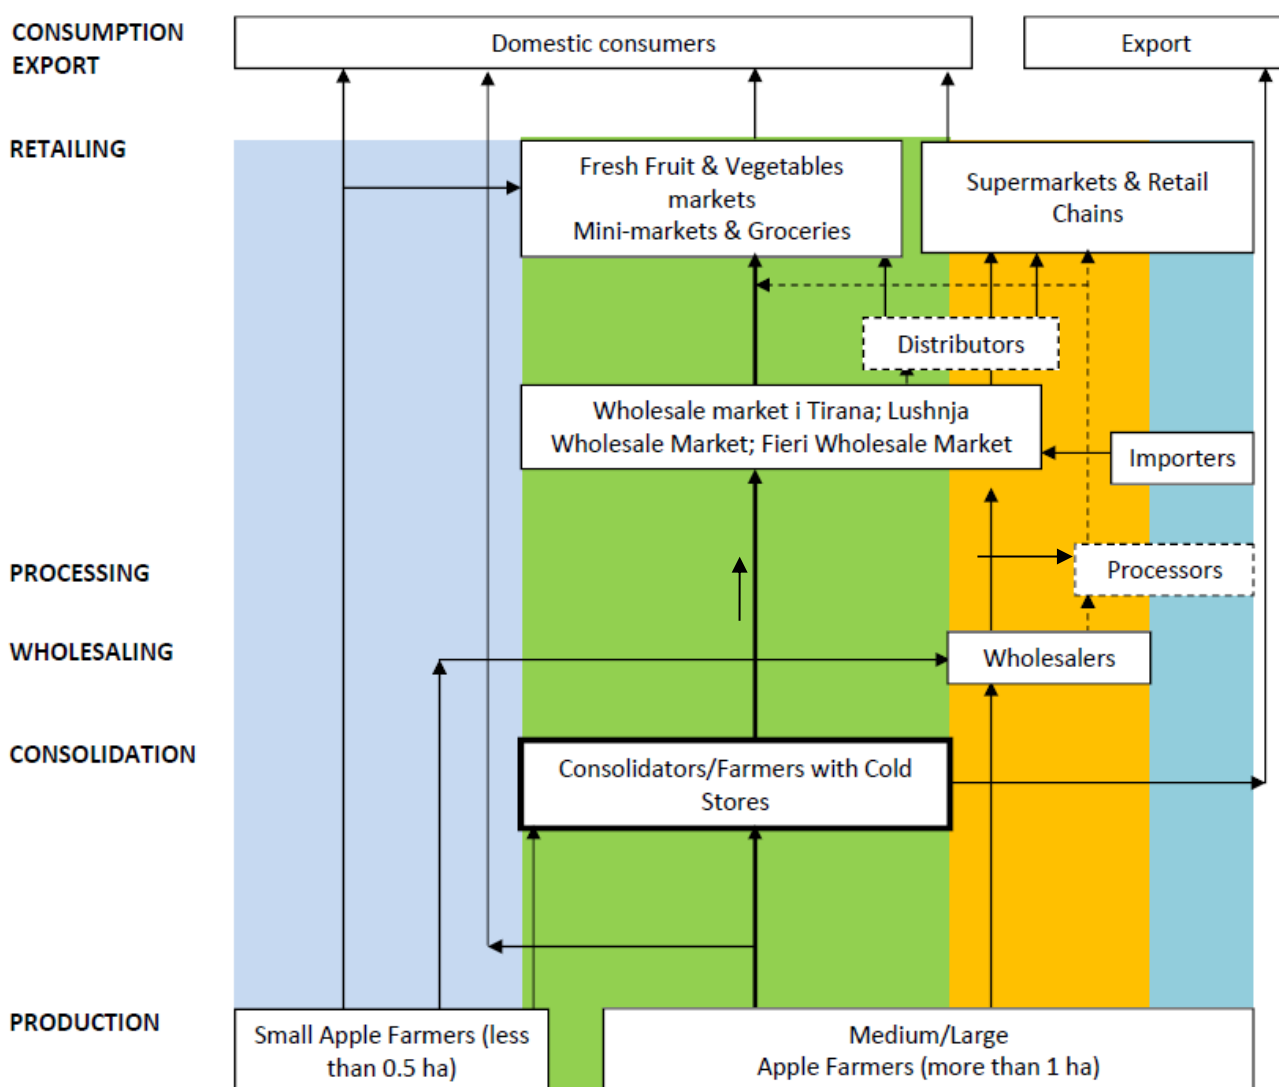 CONSUMPTION
EXPORT
Domestic consumers
Export
RETAILING
Fresh Fruit & Vegetables
markets
Mini-markets & Groceries
Supermarkets & Retail
Chains
Distributors
Wholesale market i Tirana; Lushnja
Wholesale Market; Fieri Wholesale Market
Importers
PROCESSING
Processors
WHOLESALING
Wholesalers
CONSOLIDATION
Consolidators/Farmers with Cold
Stores
PRODUCTION
Small Apple Farmers (less
than 0.5 ha)
Medium/Large
Apple Farmers (more than 1 ha)